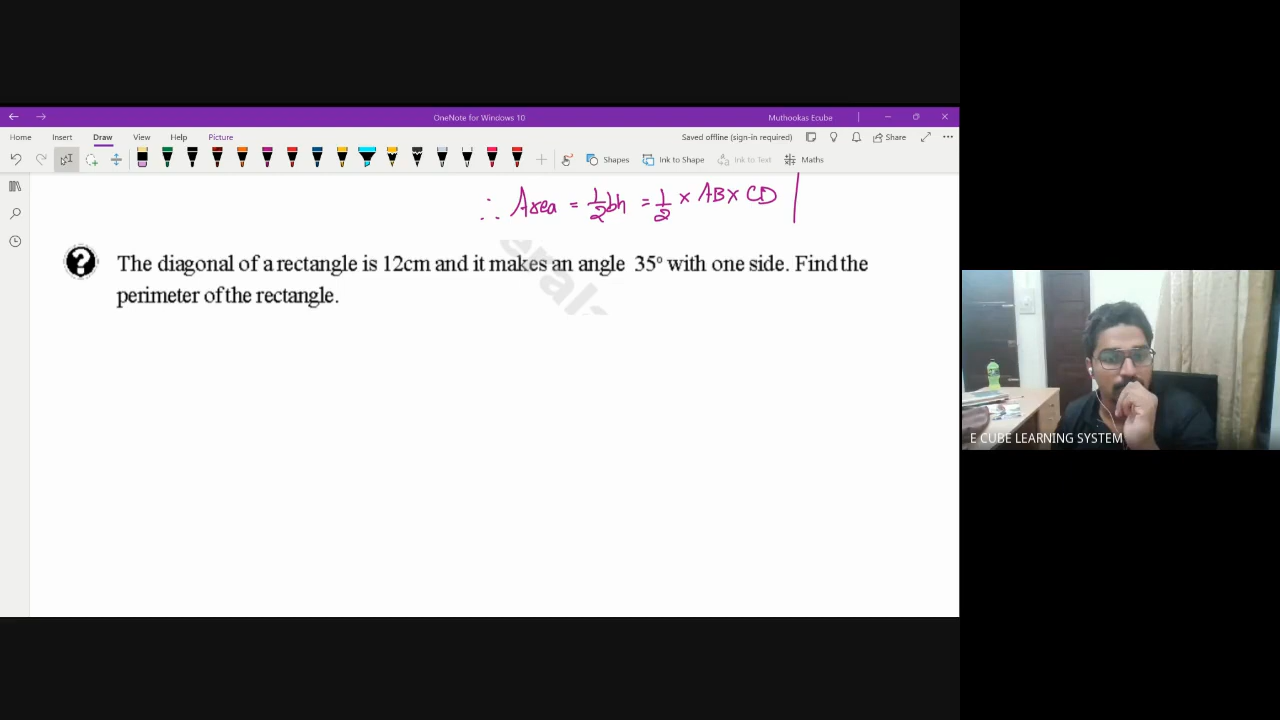 OneNote for Windows 10
Muthookas Ecube
Home Insert Draw View Help Picture
Saved offline (sign-in required) Share
Shapes Ink to Shape Ink to Text Maths
∴ Area = 1/2 bh = 1/2 × AB × CD
The diagonal of a rectangle is 12cm and it makes an angle 35° with one side. Find the
perimeter of the rectangle.
E CUBE LEARNING SYSTEM